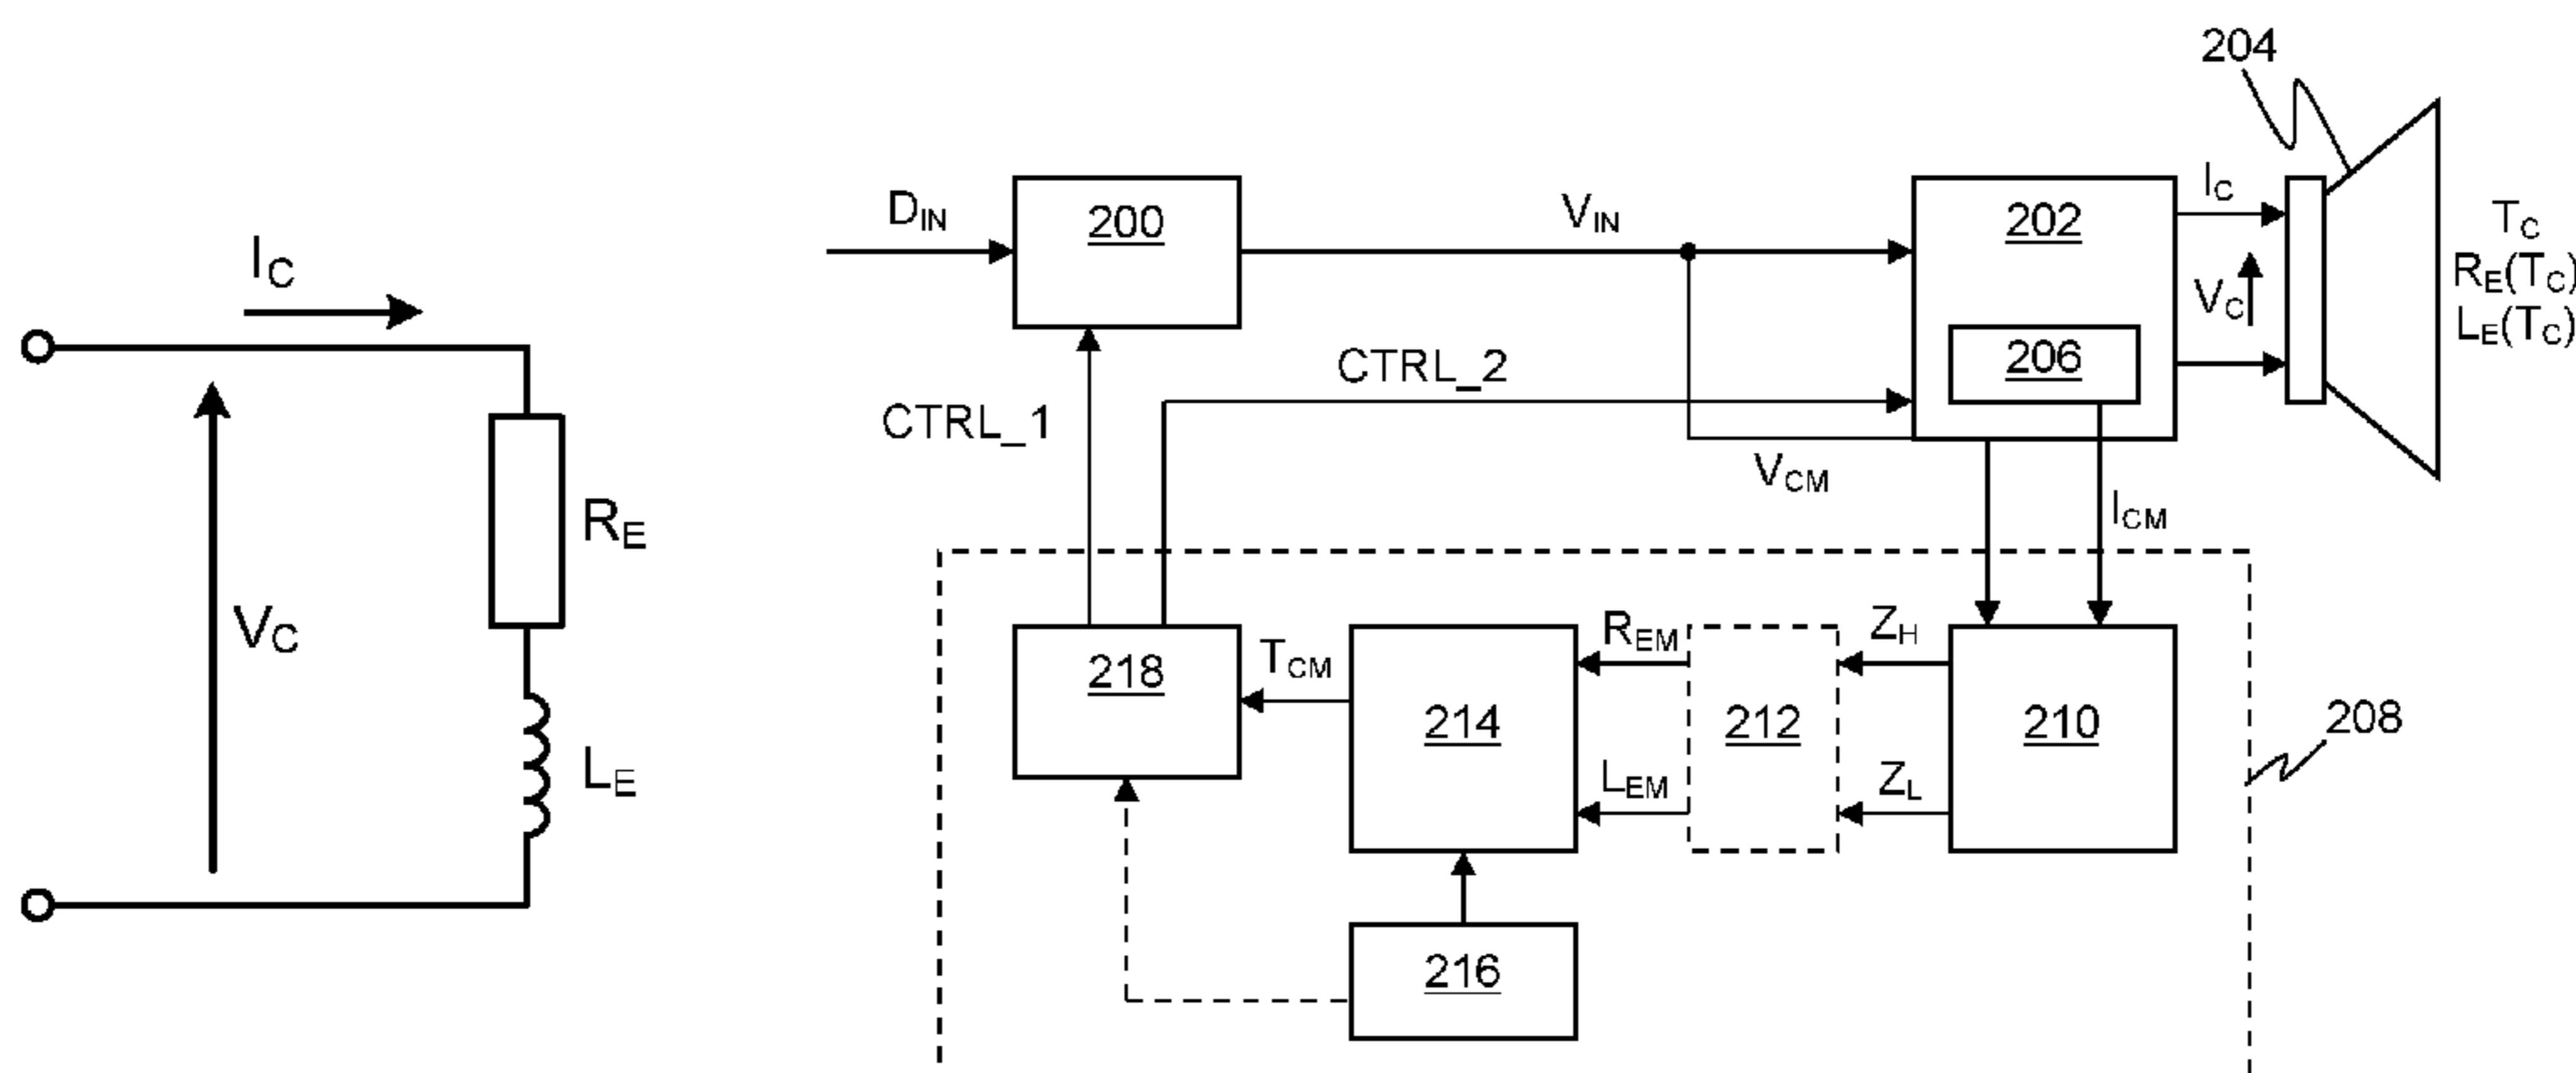 I_C
V_C
R_E
L_E
204
D_IN
200
V_IN
202
I_C
V_C
T_C
R_E(T_C)
L_E(T_C)
206
CTRL_2
CTRL_1
V_CM
I_CM
218
T_CM
214
R_EM
L_EM
212
Z_H
Z_L
210
208
216